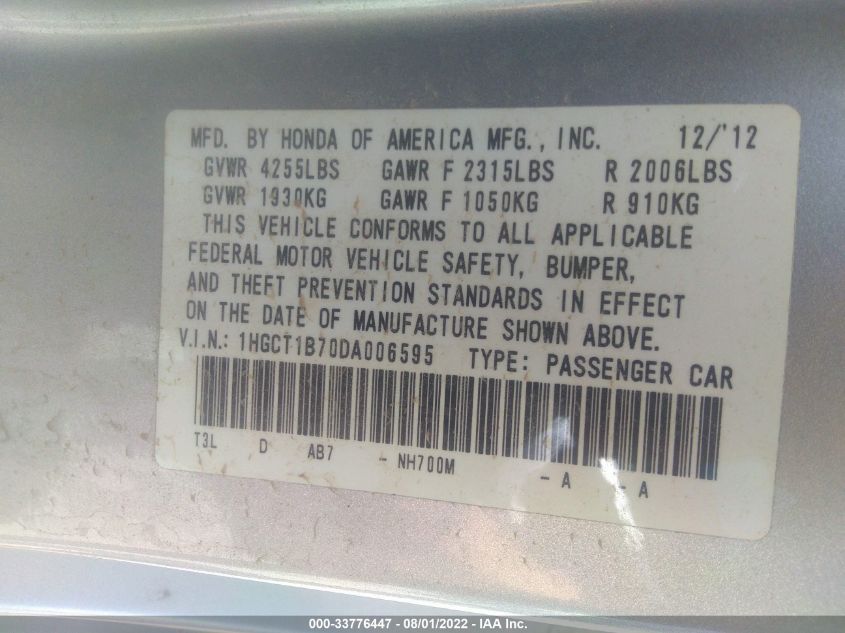 MFD. BY HONDA OF AMERICA MFG., INC. 12/'12
GVWR 4255LBS GAWR F 2315LBS R 2006LBS
GVWR 1930KG GAWR F 1050KG R 910KG
THIS VEHICLE CONFORMS TO ALL APPLICABLE
FEDERAL MOTOR VEHICLE SAFETY, BUMPER,
AND THEFT PREVENTION STANDARDS IN EFFECT
ON THE DATE OF MANUFACTURE SHOWN ABOVE.
V.I.N.: 1HGCT1B70DA006595 TYPE: PASSENGER CAR
T3L D AB7 - NH700M - A - A
000-33776447 - 08/01/2022 - IAA Inc.